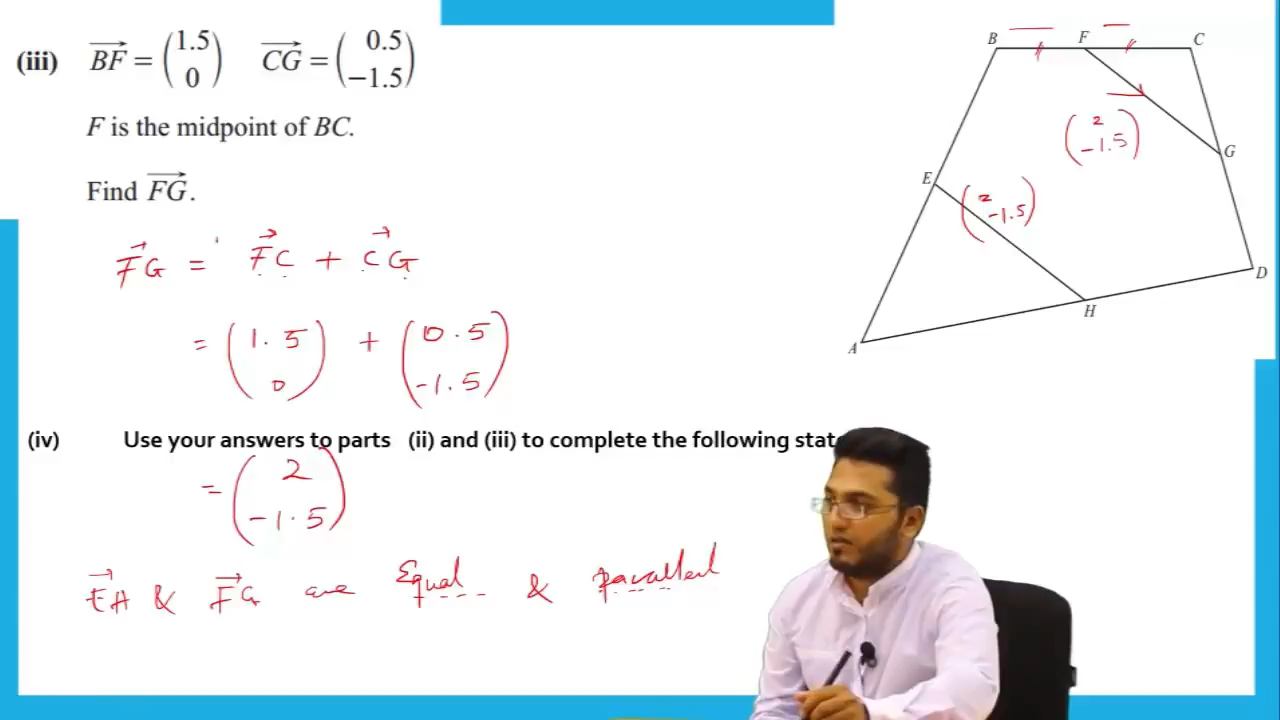 (iii) BF = (1.5 0) CG = (0.5 −1.5)
F is the midpoint of BC.
Find FG.
FG = FC + CG
= (1.5 0) + (0.5 -1.5)
(iv) Use your answers to parts (ii) and (iii) to complete the following stat
= (2 -1.5)
EH & FG are Equal & parallel
B F C
(2 -1.5)
G
E
(2 -1.5)
D
H
A